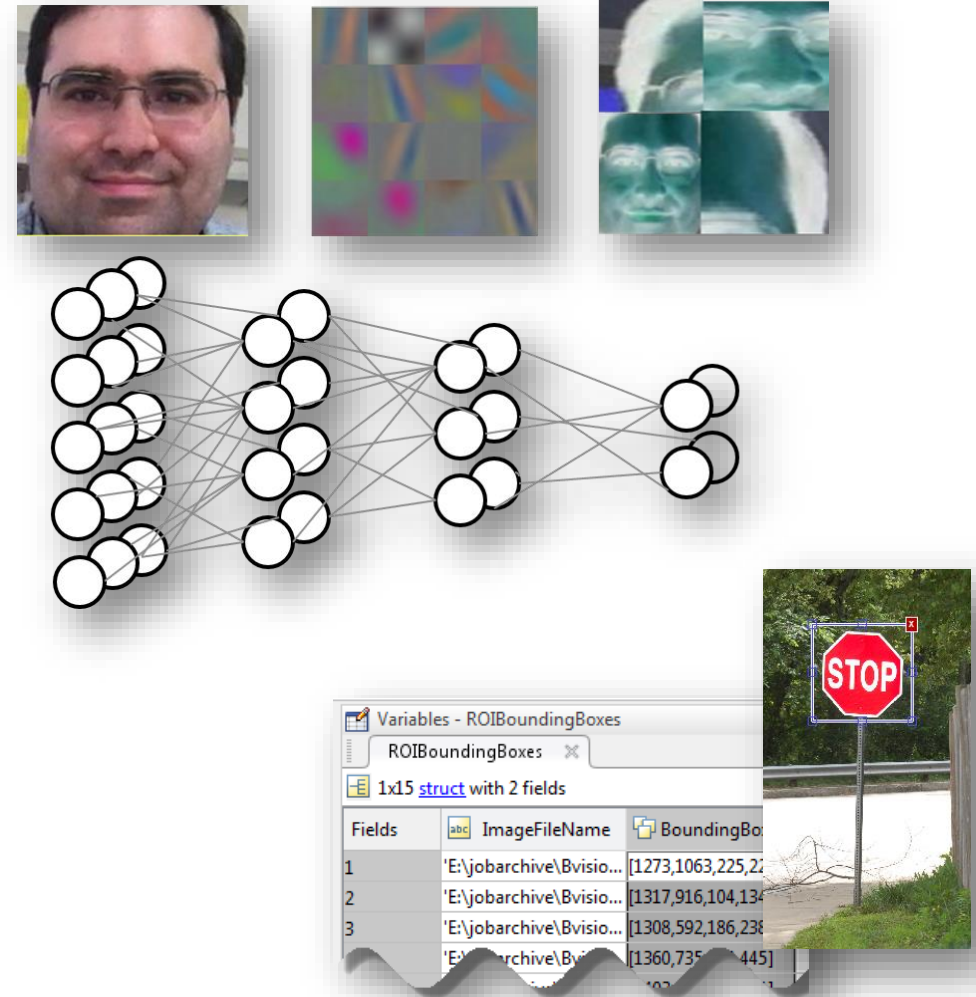 STOP
Variables - ROIBoundingBoxes
ROIBoundingBoxes
1x15 struct with 2 fields
Fields ImageFileName
1 'E:\jobarchive\Bvisio... [1273,1063,225,22
2 'E:\jobarchive\Bvisio... [1317,916,104,134
3 'E:\jobarchive\Bvisio... [1308,592,186,238
[1360,735 445]